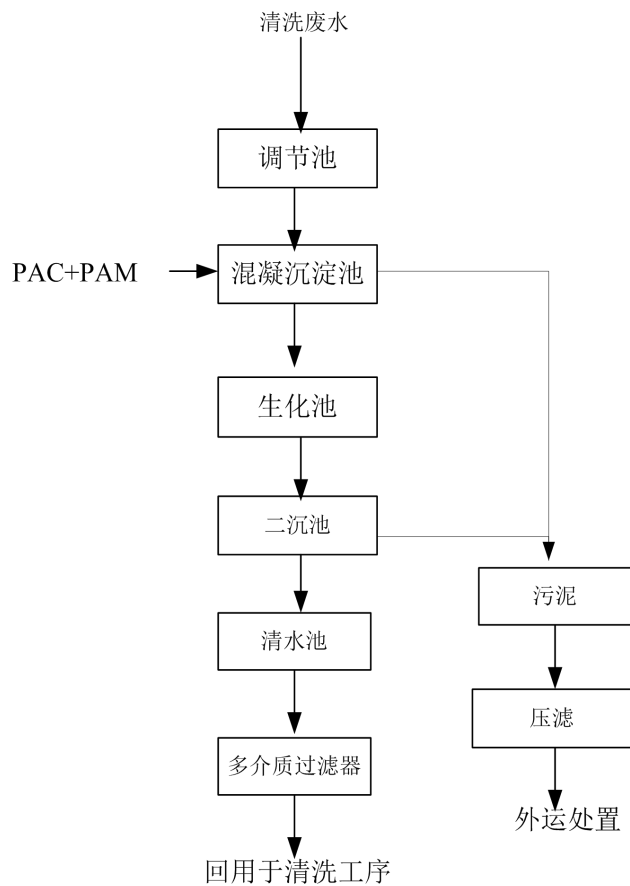 清洗废水
调节池
PAC+PAM
混凝沉淀池
生化池
二沉池
污泥
清水池
压滤
多介质过滤器
外运处置
回用于清洗工序